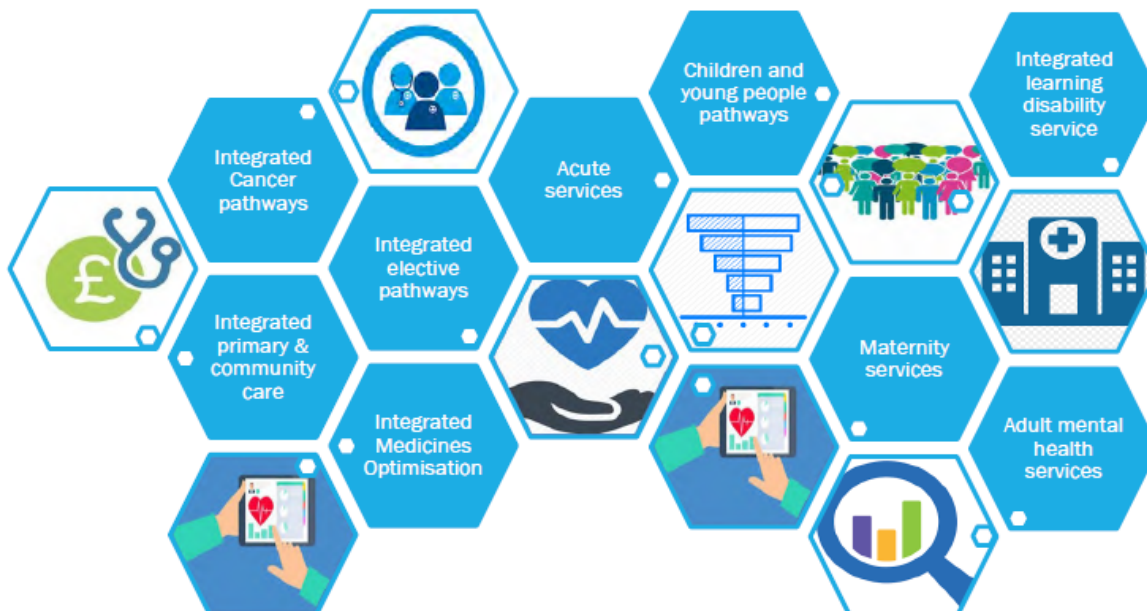 Integrated
Cancer
pathways
Integrated
primary &
community
care
Integrated
elective
pathways
Integrated
Medicines
Optimisation
Acute
services
Children and
young people
pathways
Maternity
services
Integrated
learning
disability
service
Adult mental
health
services
£